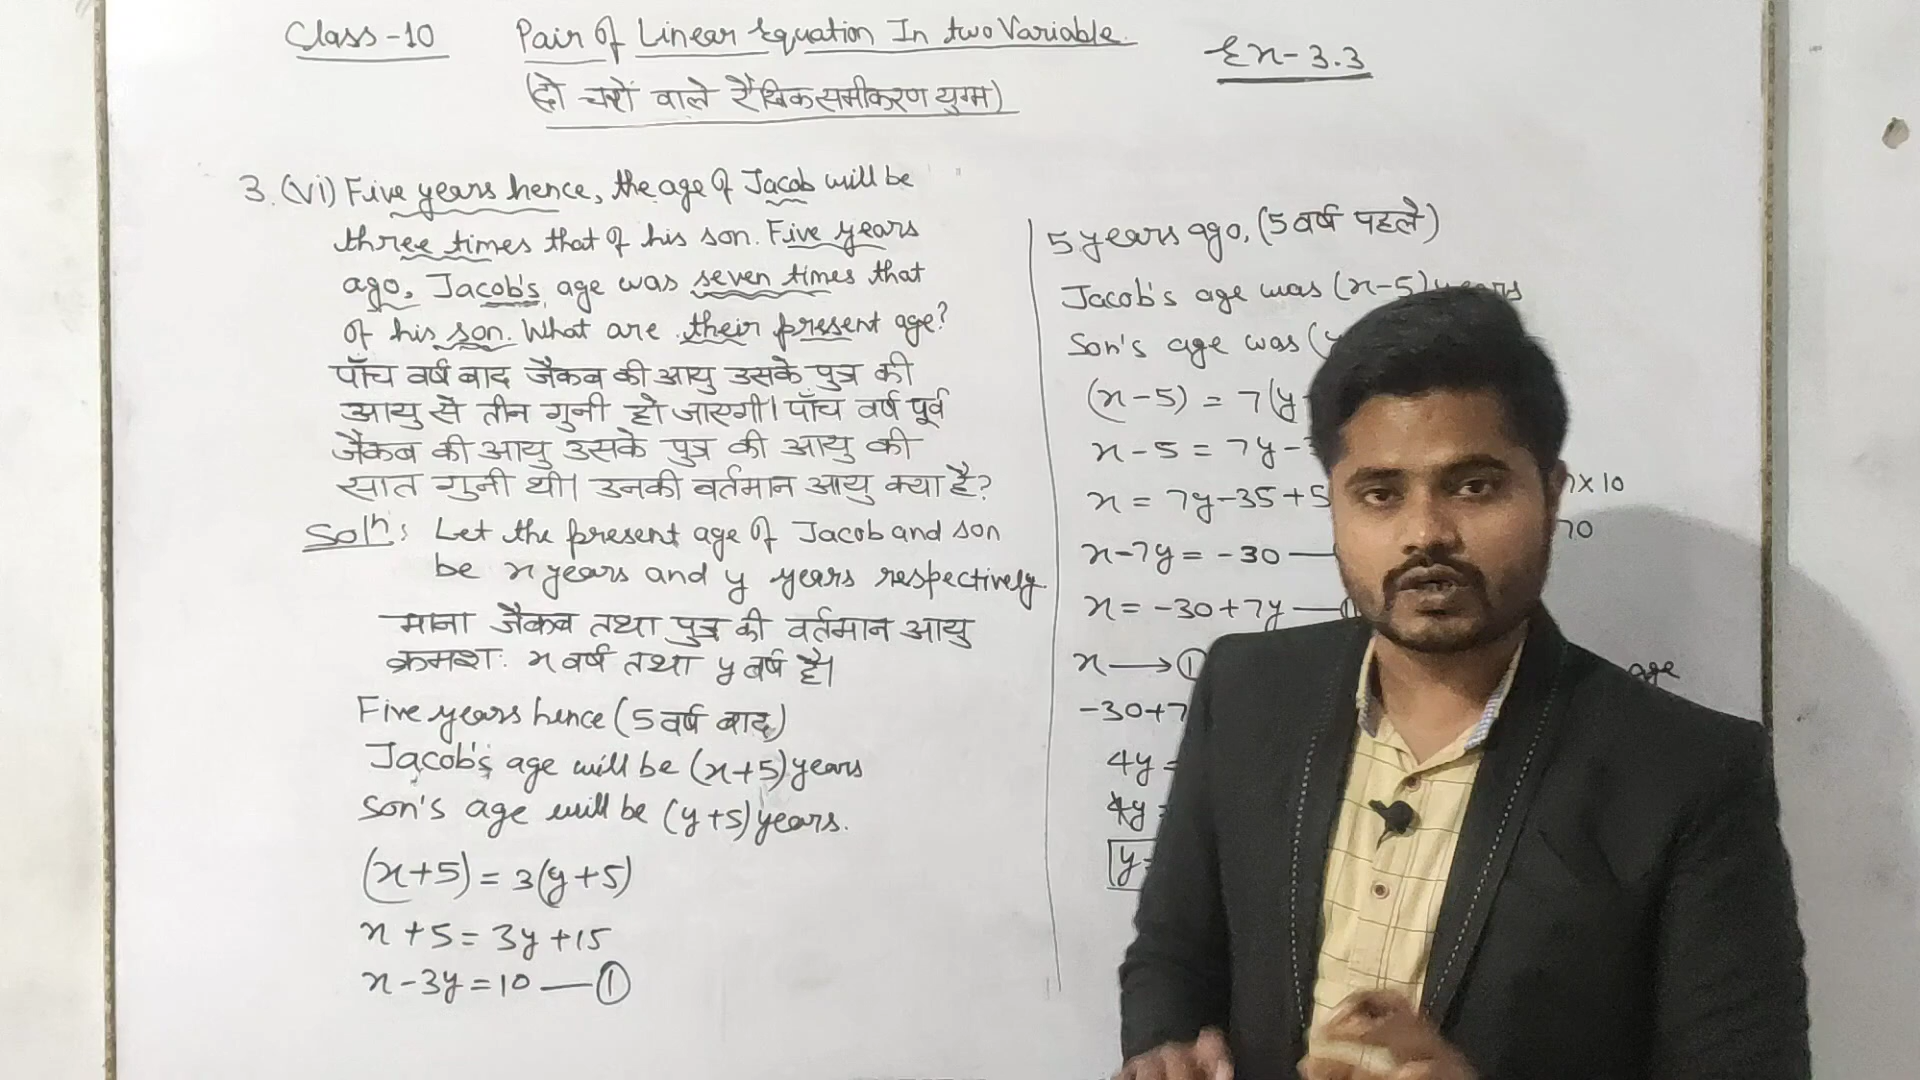 Class-10 Pair of Linear Equation In two Variable.
(दो चरों वाले रैखिक समीकरण युग्म)
Ex-3.3
3. (vi) Five years hence, the age of Jacob will be
three times that of his son. Five years
ago, Jacob's age was seven times that
of his son. What are their present age?
पाँच वर्ष बाद जैकब की आयु उसके पुत्र की
आयु से तीन गुनी हो जाएगी। पाँच वर्ष पूर्व
जैकब की आयु उसके पुत्र की आयु की
सात गुनी थी। उनकी वर्तमान आयु क्या है?
Solⁿ: Let the present age of Jacob and son
be x years and y years respectively.
माना जैकब तथा पुत्र की वर्तमान आयु
क्रमशः x वर्ष तथा y वर्ष है।
Five years hence (5 वर्ष बाद)
Jacob's age will be (x+5) years
Son's age will be (y+5) years.
(x+5) = 3(y+5)
x+5 = 3y+15
x-3y = 10 — ①
5 years ago, (5 वर्ष पहले)
Jacob's age was (x-5) years
Son's age was (
(x-5) = 7(y-
x-5 = 7y-
x = 7y-35+5
x-7y = -30 —
x = -30+7y —
x → ①
-30+7
4y =
4y =
y =
×10
70
age